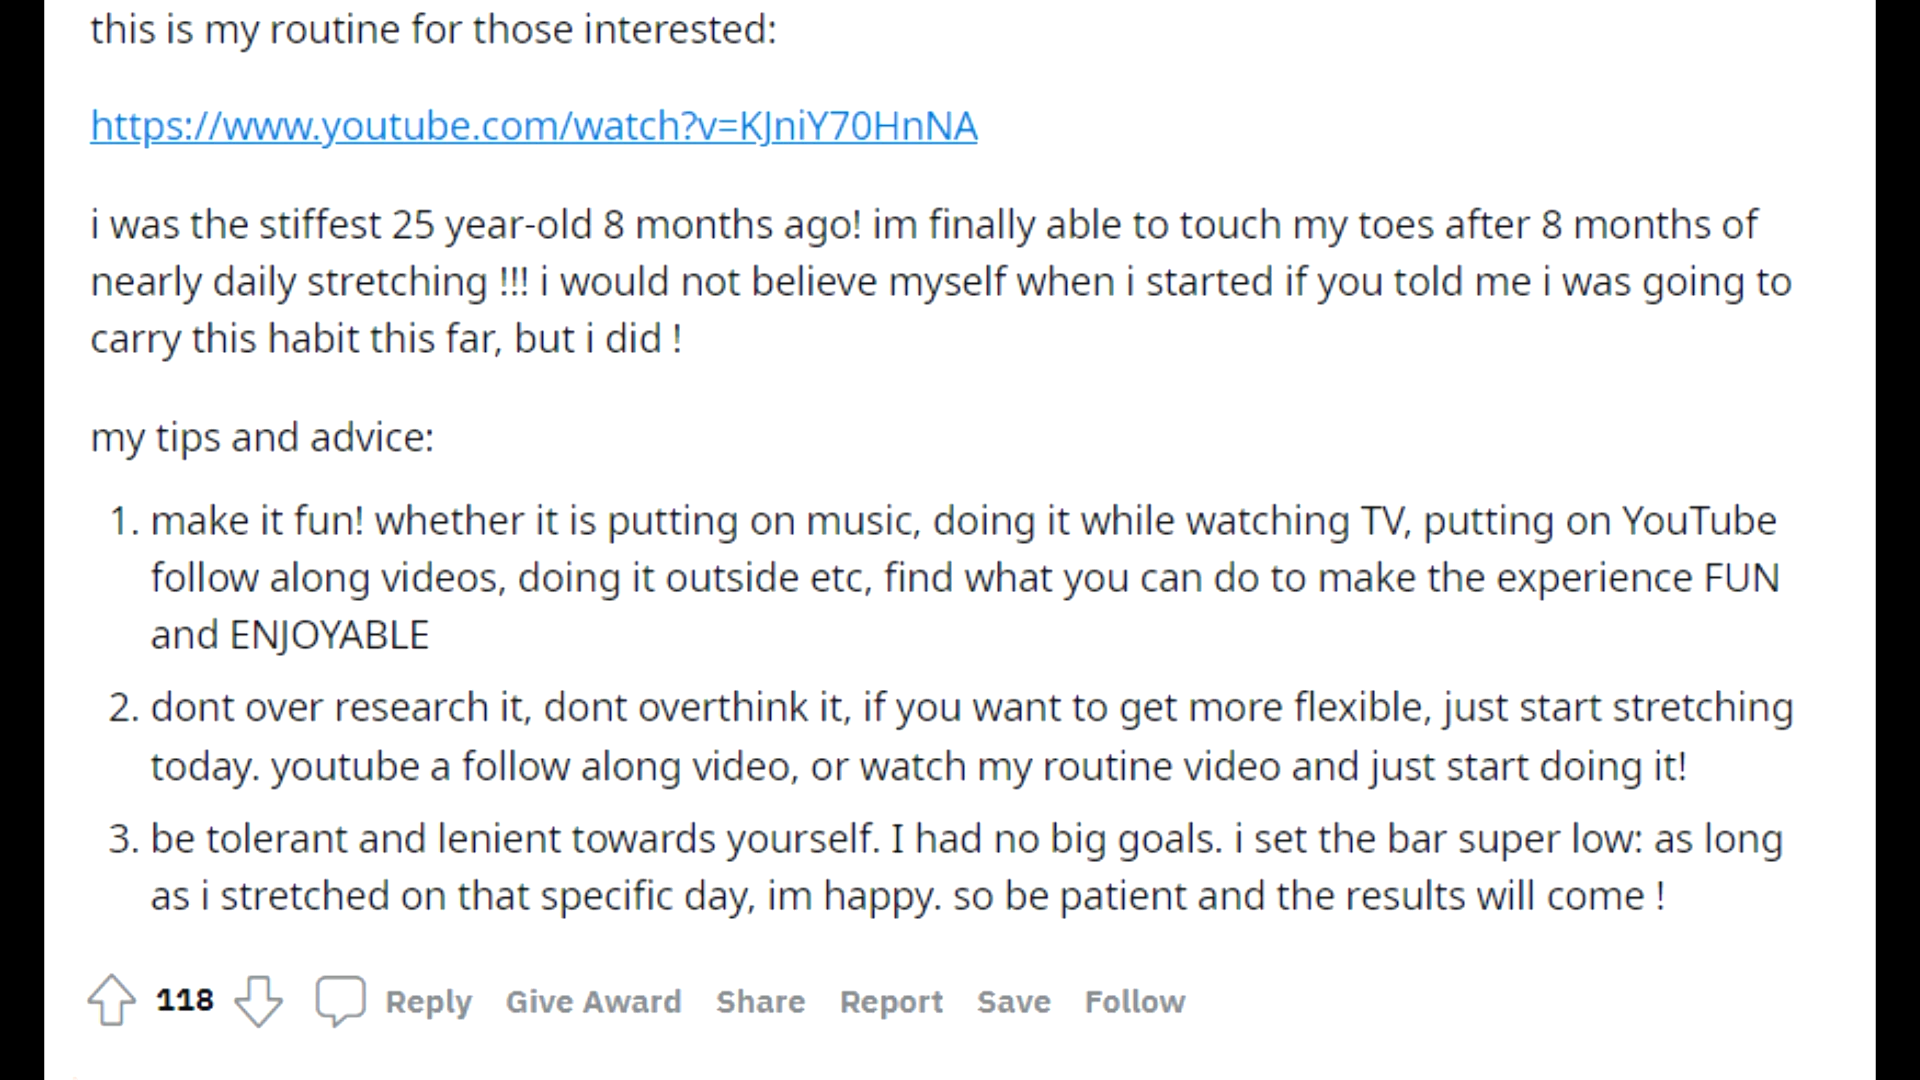 this is my routine for those interested:
https://www.youtube.com/watch?v=KJniY70HnNA
i was the stiffest 25 year-old 8 months ago! im finally able to touch my toes after 8 months of
nearly daily stretching !!! i would not believe myself when i started if you told me i was going to
carry this habit this far, but i did !
my tips and advice:
1. make it fun! whether it is putting on music, doing it while watching TV, putting on YouTube
follow along videos, doing it outside etc, find what you can do to make the experience FUN
and ENJOYABLE
2. dont over research it, dont overthink it, if you want to get more flexible, just start stretching
today. youtube a follow along video, or watch my routine video and just start doing it!
3. be tolerant and lenient towards yourself. I had no big goals. i set the bar super low: as long
as i stretched on that specific day, im happy. so be patient and the results will come !
118 Reply Give Award Share Report Save Follow